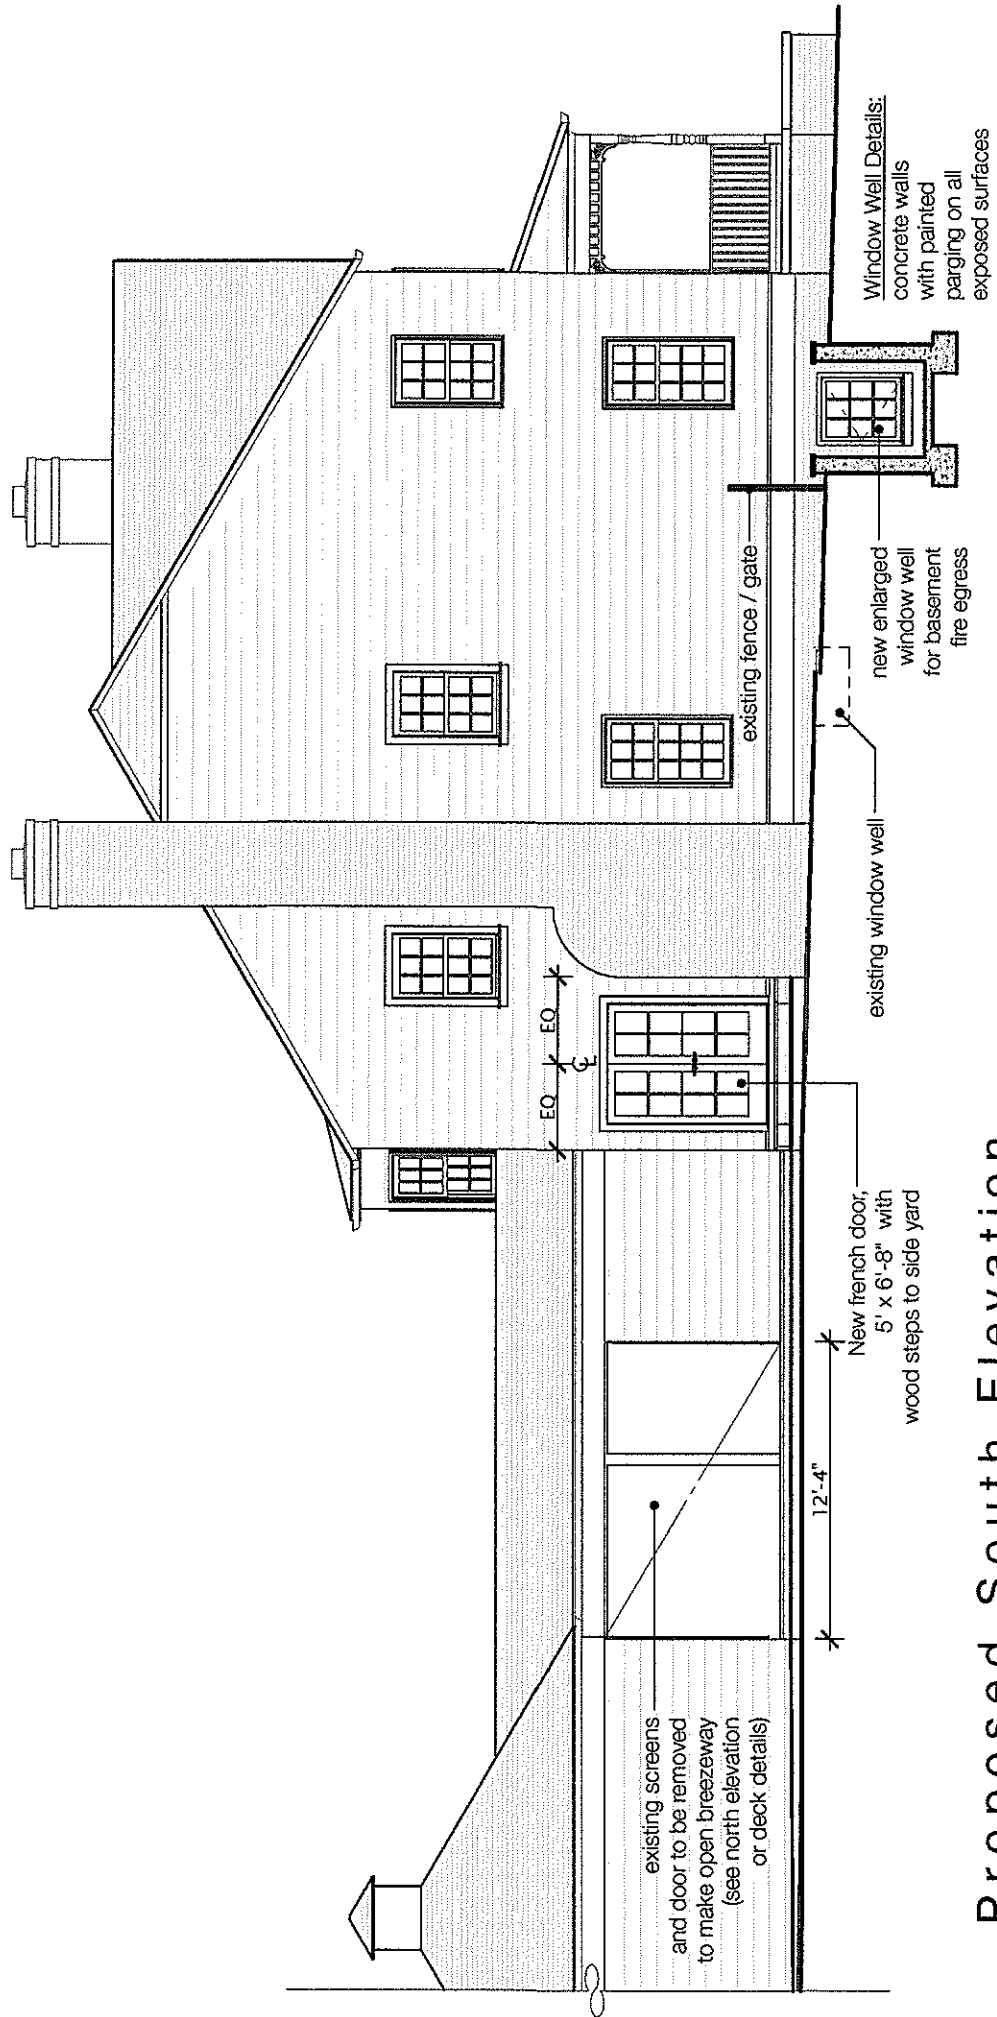 existing screens
and door to be removed
to make open breezeway
(see north elevation
or deck details)
12'-4"
New french door,
5' x 6'-8" with
wood steps to side yard
EQ
EQ
CL
existing window well
existing fence / gate
new enlarged
window well
for basement
fire egress
Window Well Details:
concrete walls
with painted
parging on all
exposed surfaces
Proposed South Elevation